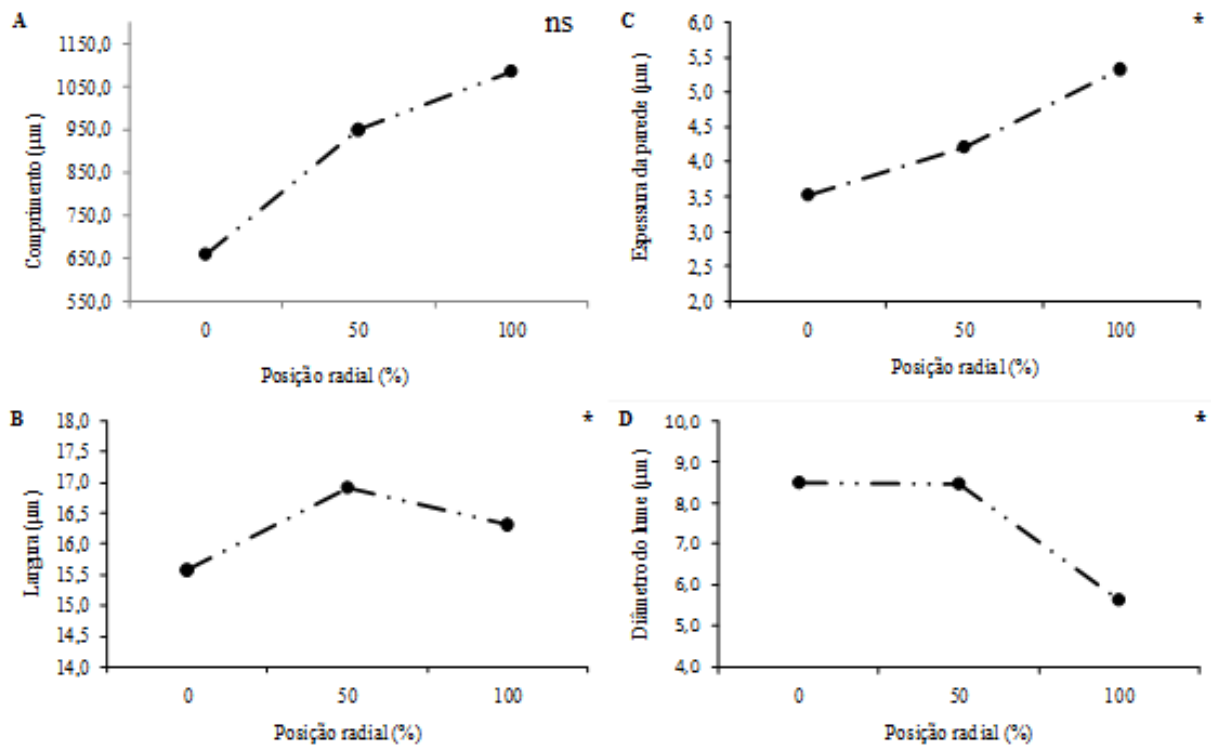 A
ns
Comprimento (µm)
1150,0
1050,0
950,0
850,0
750,0
650,0
550,0
0 50 100
Posição radial (%)
C
*
Espessura da parede (µm)
6,0
5,5
5,0
4,5
4,0
3,5
3,0
2,5
2,0
0 50 100
Posição radial (%)
B
*
Largura (µm)
18,0
17,5
17,0
16,5
16,0
15,5
15,0
14,5
14,0
0 50 100
Posição radial (%)
D
*
Diâmetro do lume (µm)
10,0
9,0
8,0
7,0
6,0
5,0
4,0
0 50 100
Posição radial (%)